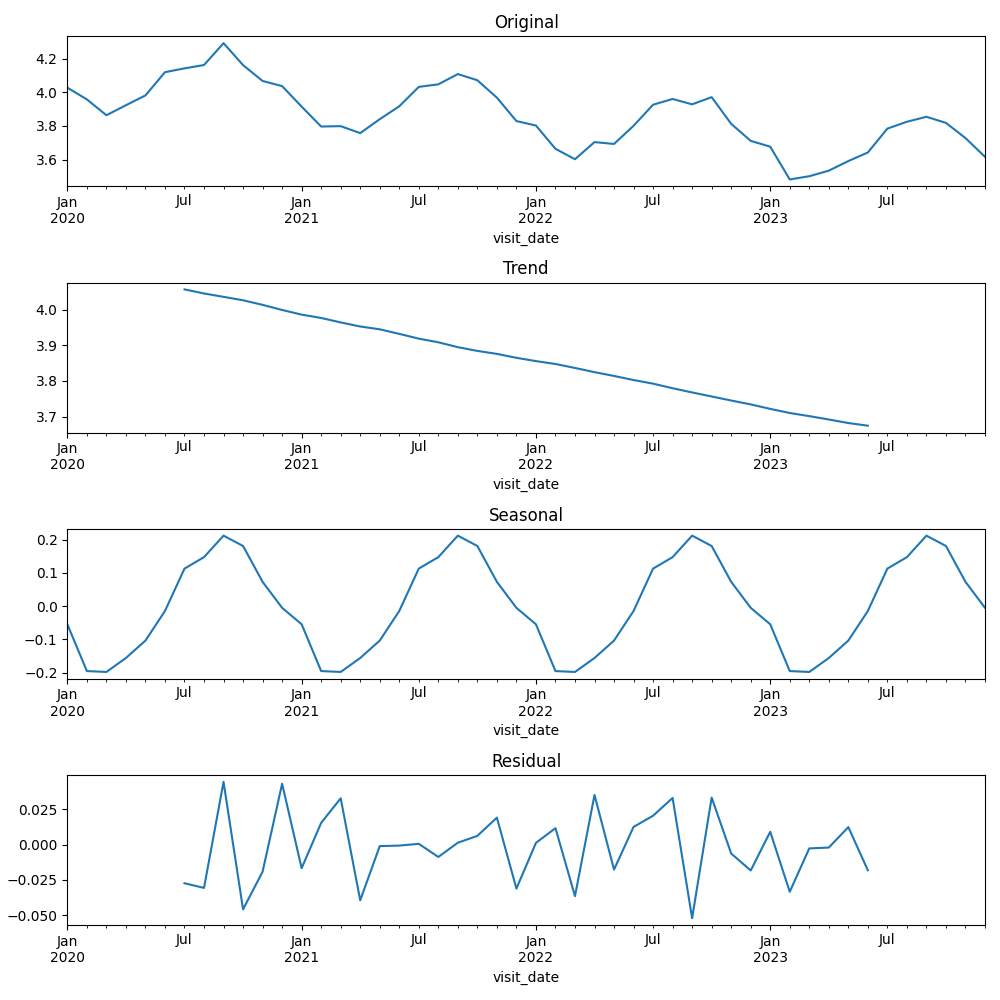 Original
4.2
4.0
3.8
3.6
Jan Jul Jan Jul Jan Jul Jan Jul
2020 2021 2022 2023
visit_date
Trend
4.0
3.9
3.8
3.7
Jan Jul Jan Jul Jan Jul Jan Jul
2020 2021 2022 2023
visit_date
Seasonal
0.2
0.1
0.0
−0.1
−0.2
Jan Jul Jan Jul Jan Jul Jan Jul
2020 2021 2022 2023
visit_date
Residual
0.025
0.000
−0.025
−0.050
Jan Jul Jan Jul Jan Jul Jan Jul
2020 2021 2022 2023
visit_date